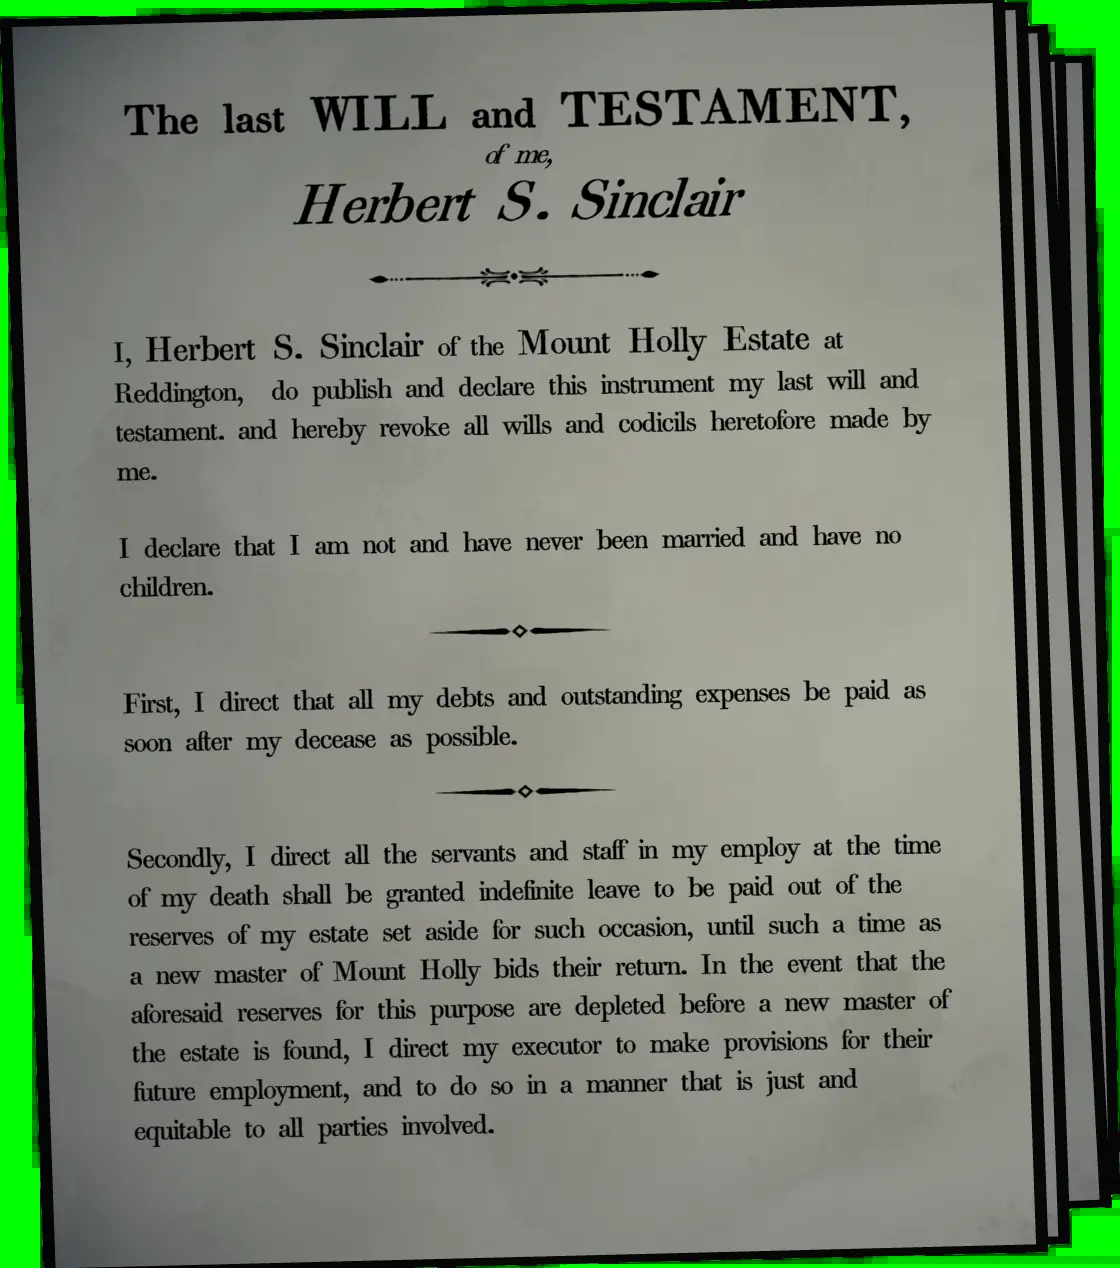 The last WILL and TESTAMENT,
of me,
Herbert S. Sinclair
I, Herbert S. Sinclair of the Mount Holly Estate at
Reddington, do publish and declare this instrument my last will and
testament. and hereby revoke all wills and codicils heretofore made by
me.
I declare that I am not and have never been married and have no
children.
First, I direct that all my debts and outstanding expenses be paid as
soon after my decease as possible.
Secondly, I direct all the servants and staff in my employ at the time
of my death shall be granted indefinite leave to be paid out of the
reserves of my estate set aside for such occasion, until such a time as
a new master of Mount Holly bids their return. In the event that the
aforesaid reserves for this purpose are depleted before a new master of
the estate is found, I direct my executor to make provisions for their
future employment, and to do so in a manner that is just and
equitable to all parties involved.